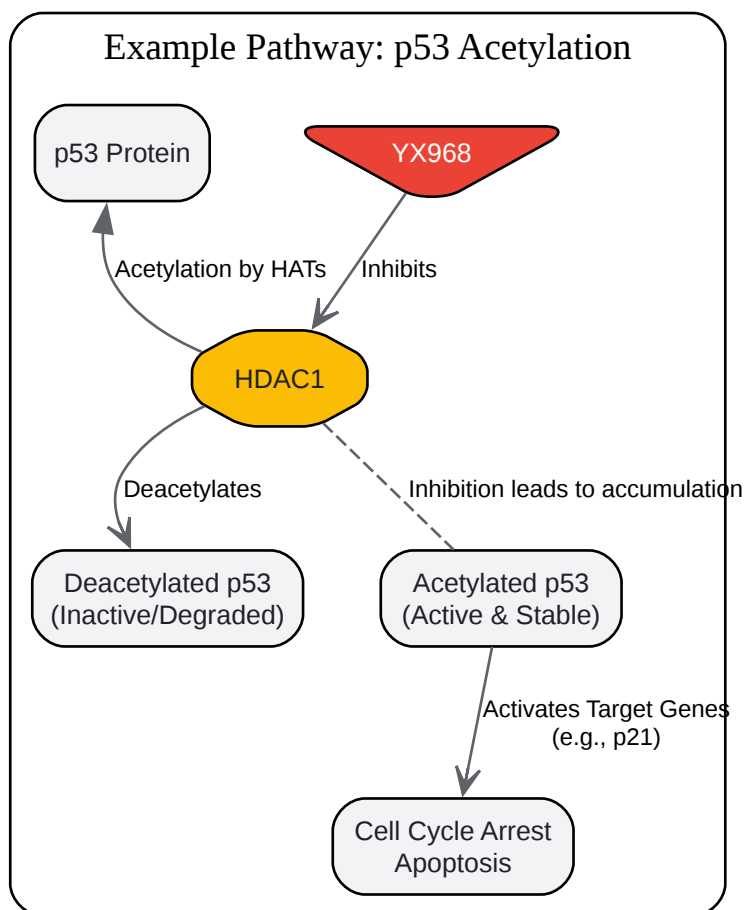 Example Pathway: p53 Acetylation
p53 Protein
YX968
Acetylation by HATs
Inhibits
HDAC1
Deacetylates
Inhibition leads to accumulation
Deacetylated p53
(Inactive/Degraded)
Acetylated p53
(Active & Stable)
Activates Target Genes
(e.g., p21)
Cell Cycle Arrest
Apoptosis